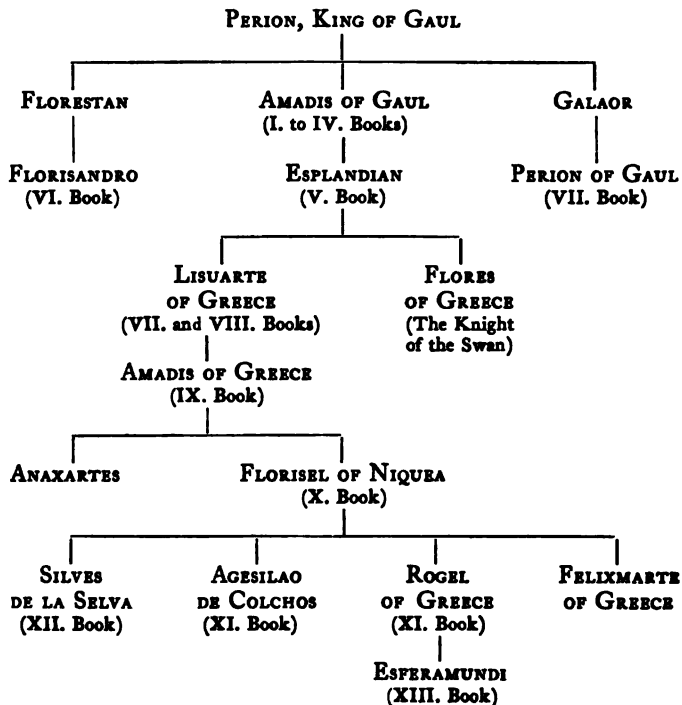 PERION, KING OF GAUL
FLORESTAN
AMADIS OF GAUL
(I. to IV. Books)
GALAOR
FLORISANDRO
(VI. Book)
ESPLANDIAN
(V. Book)
PERION OF GAUL
(VII. Book)
LISUARTE
OF GREECE
(VII. and VIII. Books)
FLORES
OF GREECE
(The Knight
of the Swan)
AMADIS OF GREECE
(IX. Book)
ANAXARTES
FLORISEL OF NIQUEA
(X. Book)
SILVES
DE LA SELVA
(XII. Book)
AGESILAO
DE COLCHOS
(XI. Book)
ROGEL
OF GREECE
(XI. Book)
FELIXMARTE
OF GREECE
ESFERAMUNDI
(XIII. Book)